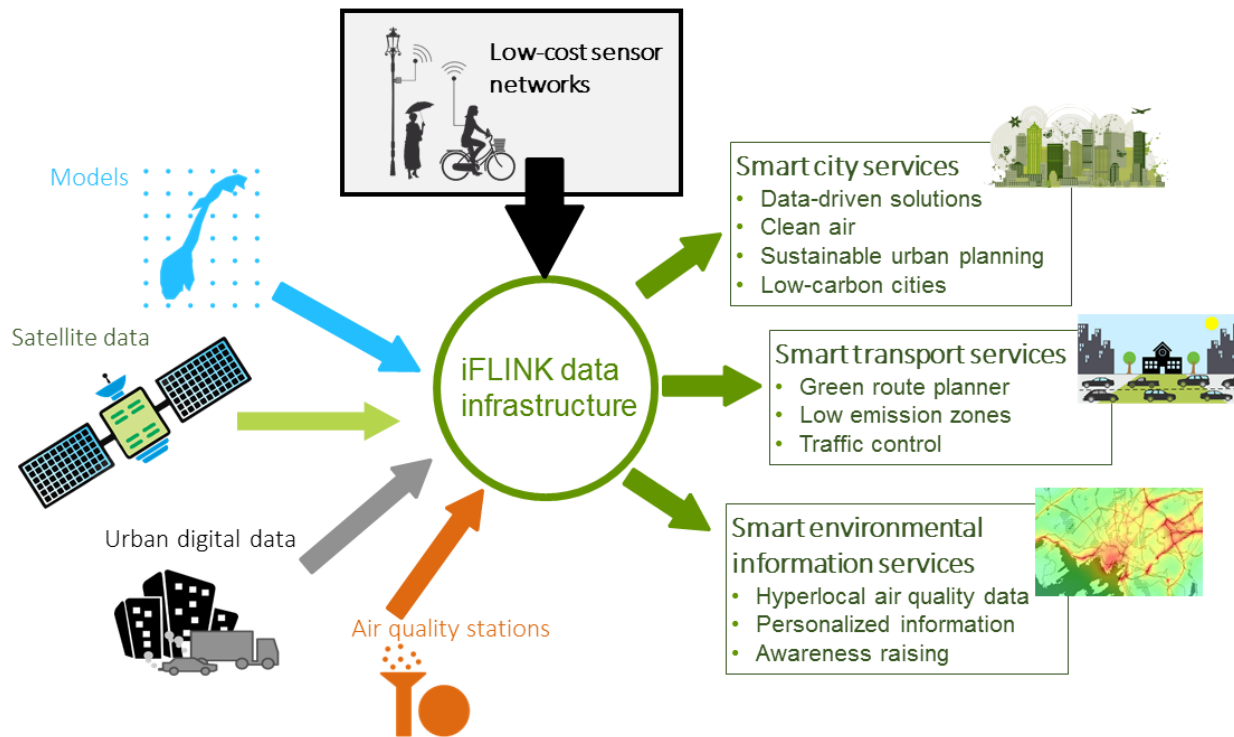 Low-cost sensor
networks
Models
Satellite data
Urban digital data
Air quality stations
iFLINK data
infrastructure
Smart city services
• Data-driven solutions
• Clean air
• Sustainable urban planning
• Low-carbon cities
Smart transport services
• Green route planner
• Low emission zones
• Traffic control
Smart environmental
information services
• Hyperlocal air quality data
• Personalized information
• Awareness raising